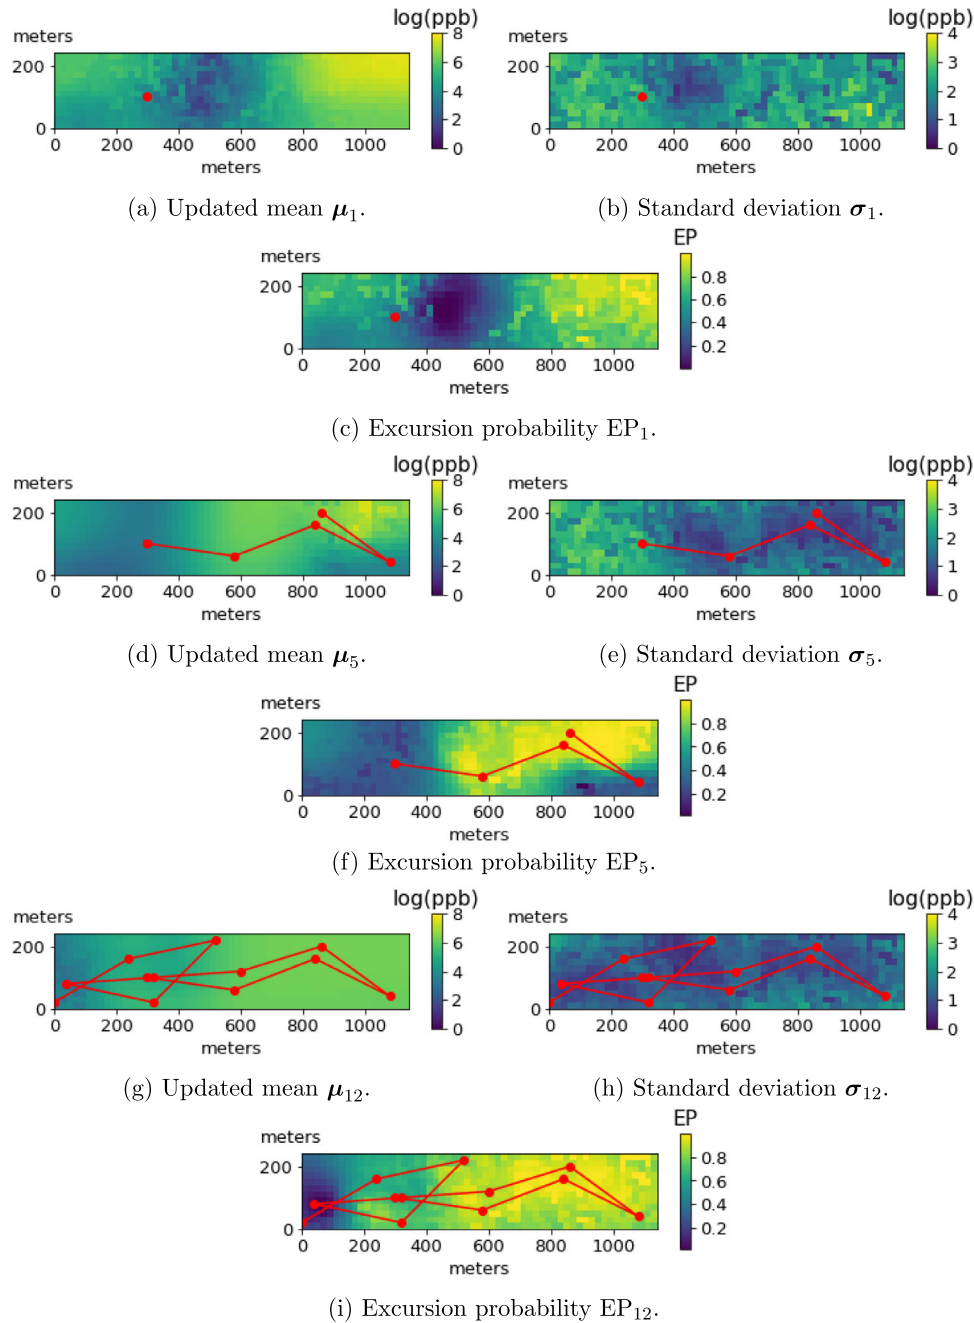 log(ppb)
meters
8
200
6
4
2
0
0
0 200 400 600 800 1000
meters
(a) Updated mean μ₁.
log(ppb)
meters
4
200
3
2
1
0
0
0 200 400 600 800 1000
meters
(b) Standard deviation σ₁.
EP
meters
200
0.8
0.6
0.4
0.2
0
0 200 400 600 800 1000
meters
(c) Excursion probability EP₁.
log(ppb)
meters
8
200
6
4
2
0
0
0 200 400 600 800 1000
meters
(d) Updated mean μ₅.
log(ppb)
meters
4
200
3
2
1
0
0
0 200 400 600 800 1000
meters
(e) Standard deviation σ₅.
EP
meters
200
0.8
0.6
0.4
0.2
0
0 200 400 600 800 1000
meters
(f) Excursion probability EP₅.
log(ppb)
meters
8
200
6
4
2
0
0
0 200 400 600 800 1000
meters
(g) Updated mean μ₁₂.
log(ppb)
meters
4
200
3
2
1
0
0
0 200 400 600 800 1000
meters
(h) Standard deviation σ₁₂.
EP
meters
200
0.8
0.6
0.4
0.2
0
0 200 400 600 800 1000
meters
(i) Excursion probability EP₁₂.